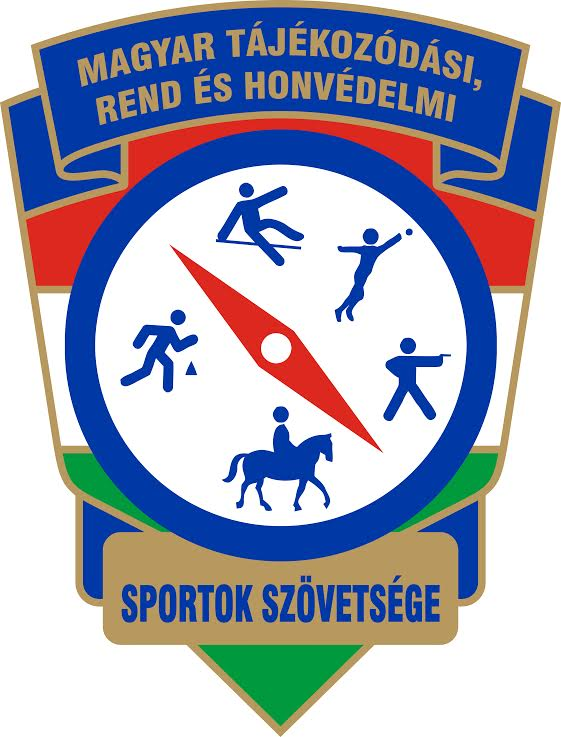 MAGYAR TÁJÉKOZÓDÁSI,
REND ÉS HONVÉDELMI
SPORTOK SZÖVETSÉGE